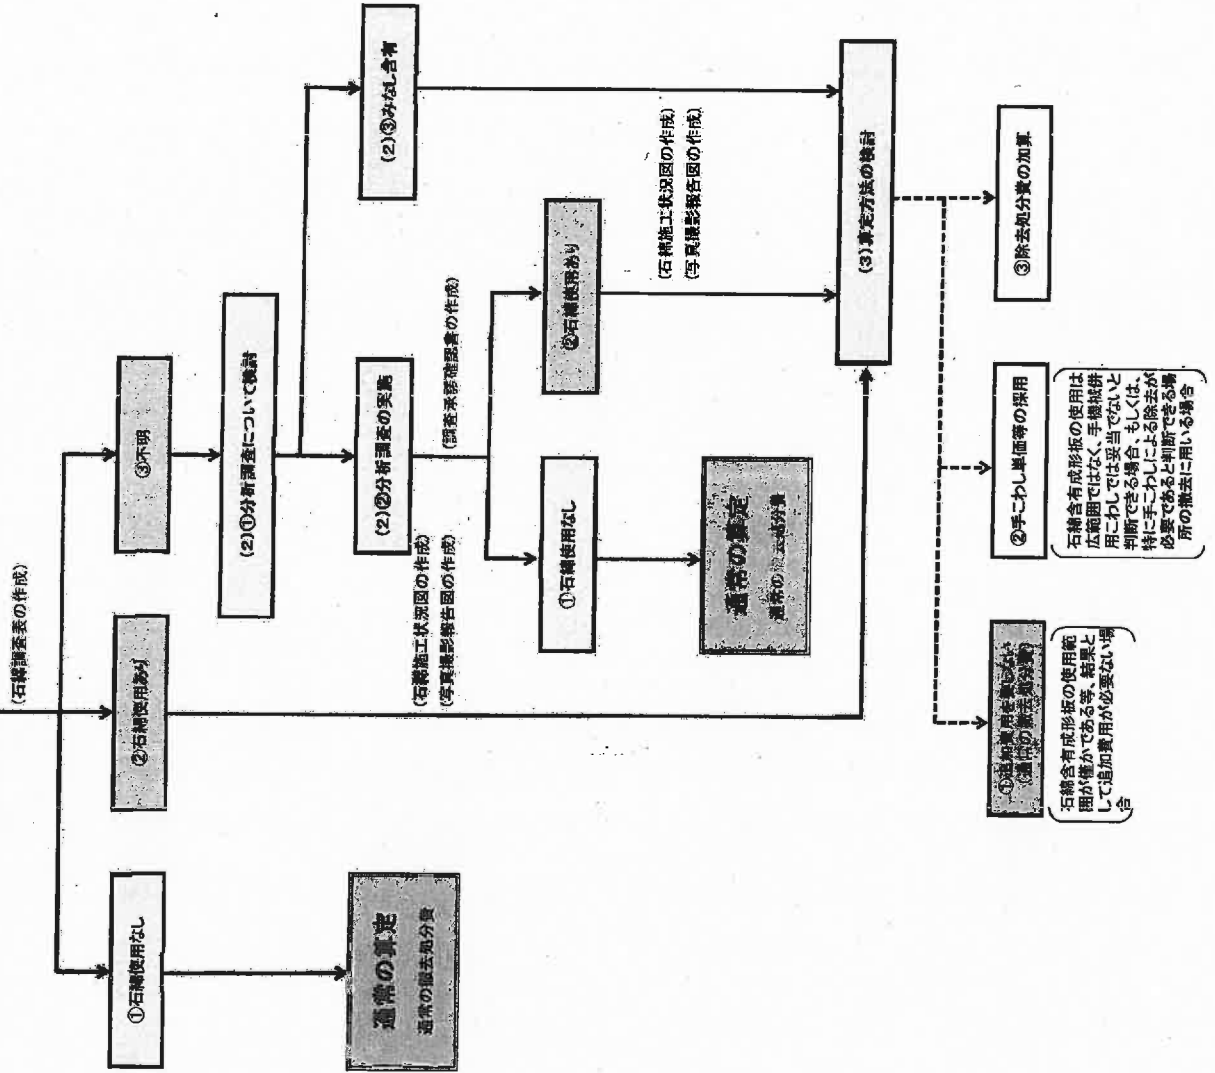 (石綿調査表の作成)
①石綿使用なし
②石綿使用あり
③不明
通常の算定
通常の撤去処分費
(2)①分析調査について検討
(2)②分析調査の実施
(2)③みなし含有
(石綿施工状況図の作成)
(写真撮影報告図の作成)
(調査承諾確認書の作成)
①石綿使用なし
②石綿使用あり
通常の算定
通常の撤去処分費
(石綿施工状況図の作成)
(写真撮影報告図の作成)
(3)算定方法の検討
①追加費用を要しない
(通常の撤去処分費)
石綿含有成形板の使用範
囲が僅かである等、結果と
して追加費用が必要ない場
合
②手こわし単価等の採用
石綿含有成形板の使用は
広範囲ではなく、手機械併
用こわしでは妥当でないと
判断できる場合、もしくは、
特に手こわしによる除去が
必要であると判断できる場
所の撤去に用いる場合
③除去処分費の加算